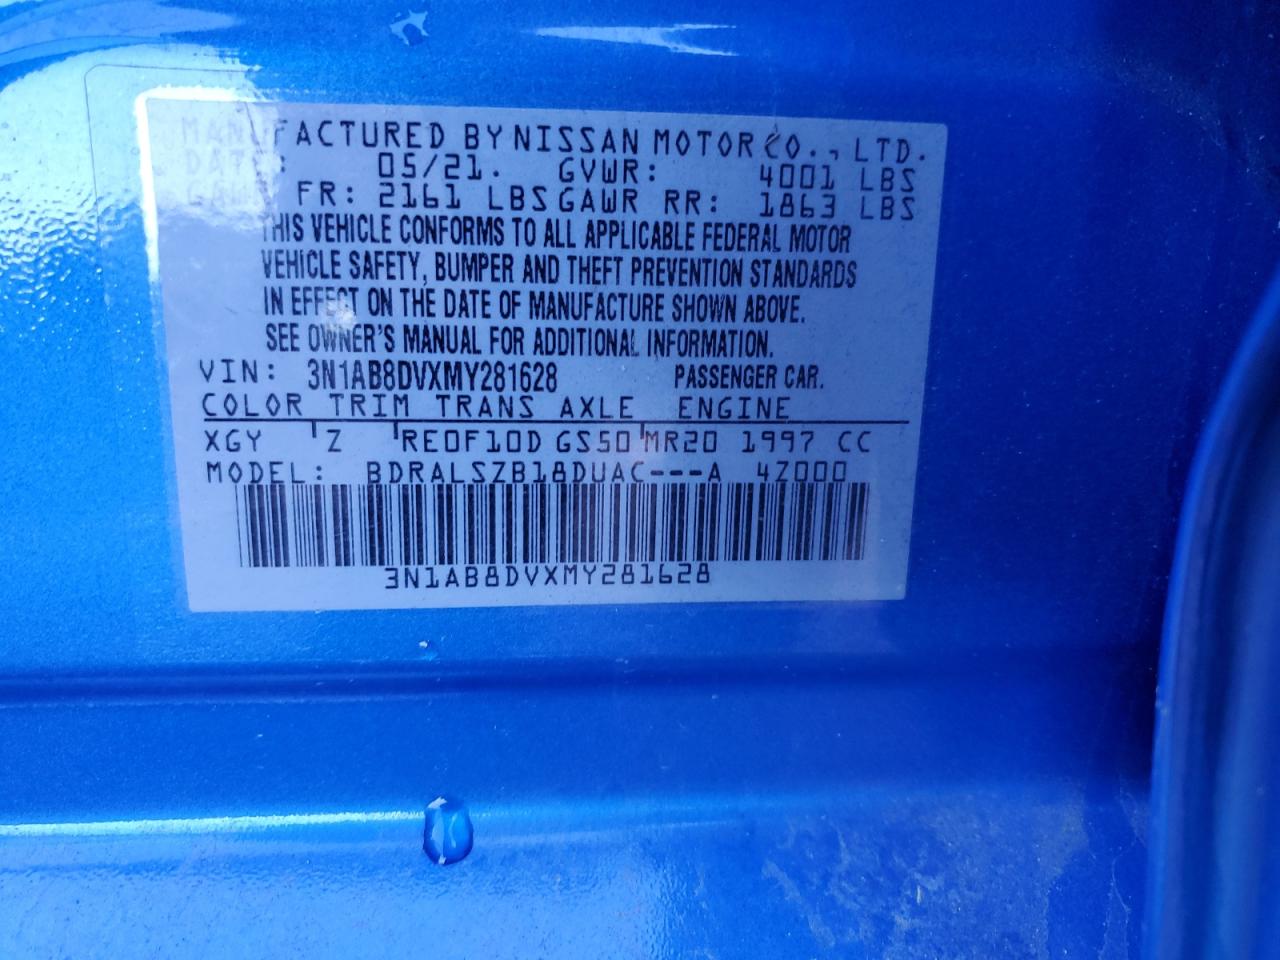 MANUFACTURED BY NISSAN MOTOR CO., LTD.
DATE: 05/21. GVWR: 4001 LBS
GAWR FR: 2161 LBS GAWR RR: 1863 LBS
THIS VEHICLE CONFORMS TO ALL APPLICABLE FEDERAL MOTOR
VEHICLE SAFETY, BUMPER AND THEFT PREVENTION STANDARDS
IN EFFECT ON THE DATE OF MANUFACTURE SHOWN ABOVE.
SEE OWNER'S MANUAL FOR ADDITIONAL INFORMATION.
VIN: 3N1AB8DVXMY281628 PASSENGER CAR.
COLOR TRIM TRANS AXLE ENGINE
XGY Z RE0F10D GS50 MR20 1997 CC
MODEL: BDRALSZB18DUAC---A 4Z000
3N1AB8DVXMY281628